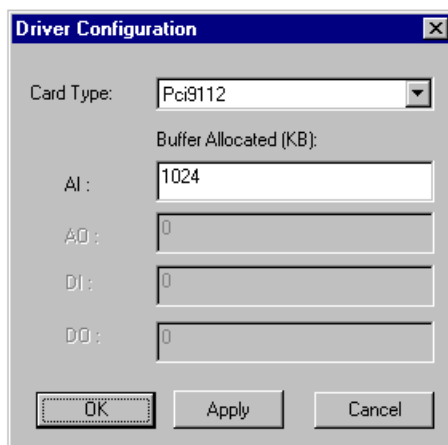 Driver Configuration
Card Type: Pci9112
Buffer Allocated (KB):
AI : 1024
AO : 0
DI : 0
DO : 0
OK Apply Cancel